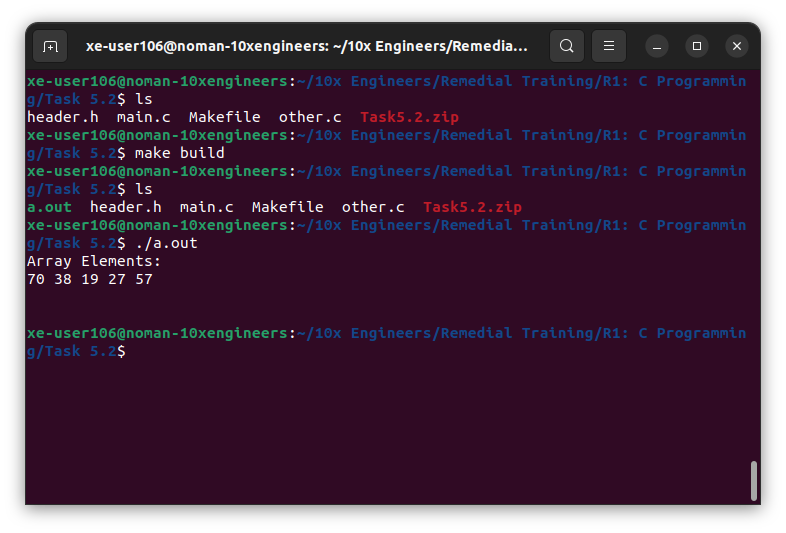 xe-user106@noman-10xengineers: ~/10x Engineers/Remedia...
xe-user106@noman-10xengineers:~/10x Engineers/Remedial Training/R1: C Programmin
g/Task 5.2$ ls
header.h  main.c  Makefile  other.c  Task5.2.zip
xe-user106@noman-10xengineers:~/10x Engineers/Remedial Training/R1: C Programmin
g/Task 5.2$ make build
xe-user106@noman-10xengineers:~/10x Engineers/Remedial Training/R1: C Programmin
g/Task 5.2$ ls
a.out  header.h  main.c  Makefile  other.c  Task5.2.zip
xe-user106@noman-10xengineers:~/10x Engineers/Remedial Training/R1: C Programmin
g/Task 5.2$ ./a.out
Array Elements:
70 38 19 27 57
xe-user106@noman-10xengineers:~/10x Engineers/Remedial Training/R1: C Programmin
g/Task 5.2$